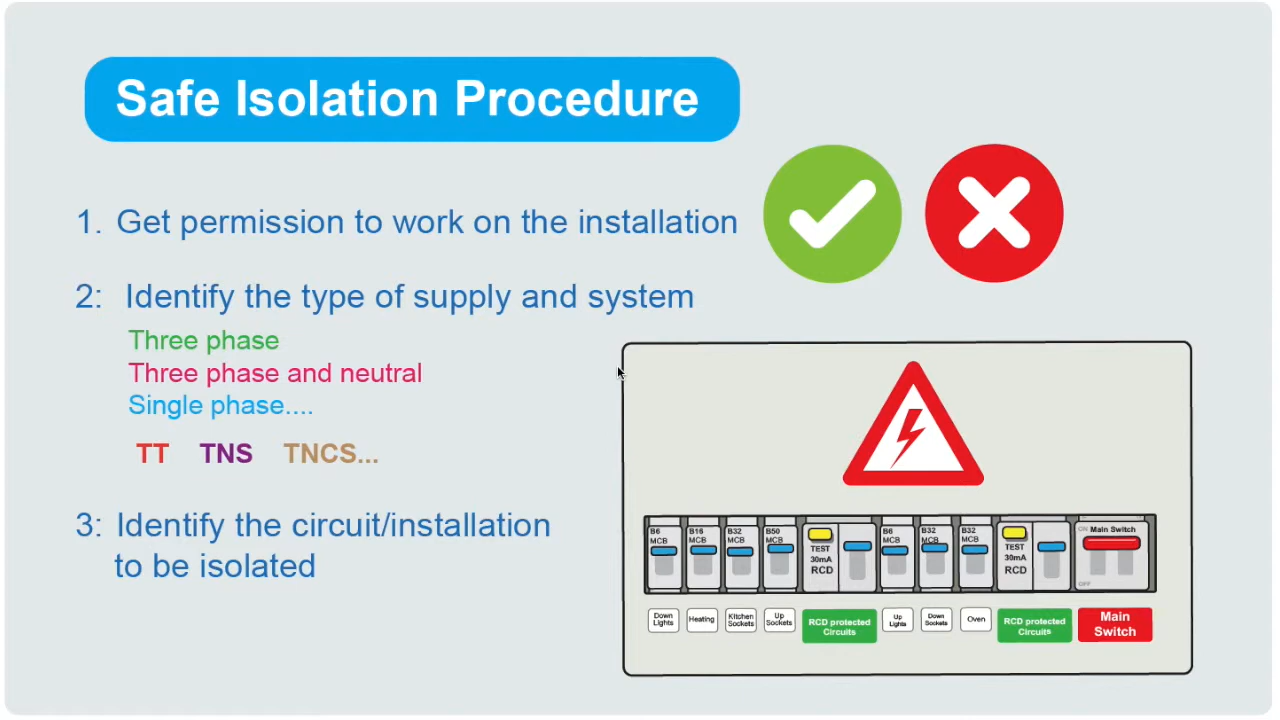 Safe Isolation Procedure
1. Get permission to work on the installation
2: Identify the type of supply and system
Three phase
Three phase and neutral
Single phase....
TT TNS TNCS...
3: Identify the circuit/installation
to be isolated
B6
MCB
B16
MCB
B32
MCB
B50
MCB
TEST
30mA
RCD
B6
MCB
B32
MCB
B32
MCB
TEST
30mA
RCD
ON Main Switch
OFF
Down
Lights
Heating
Kitchen
Sockets
Up
Sockets
RCD protected
Circuits
Up
Lights
Down
Sockets
Oven
RCD protected
Circuits
Main
Switch